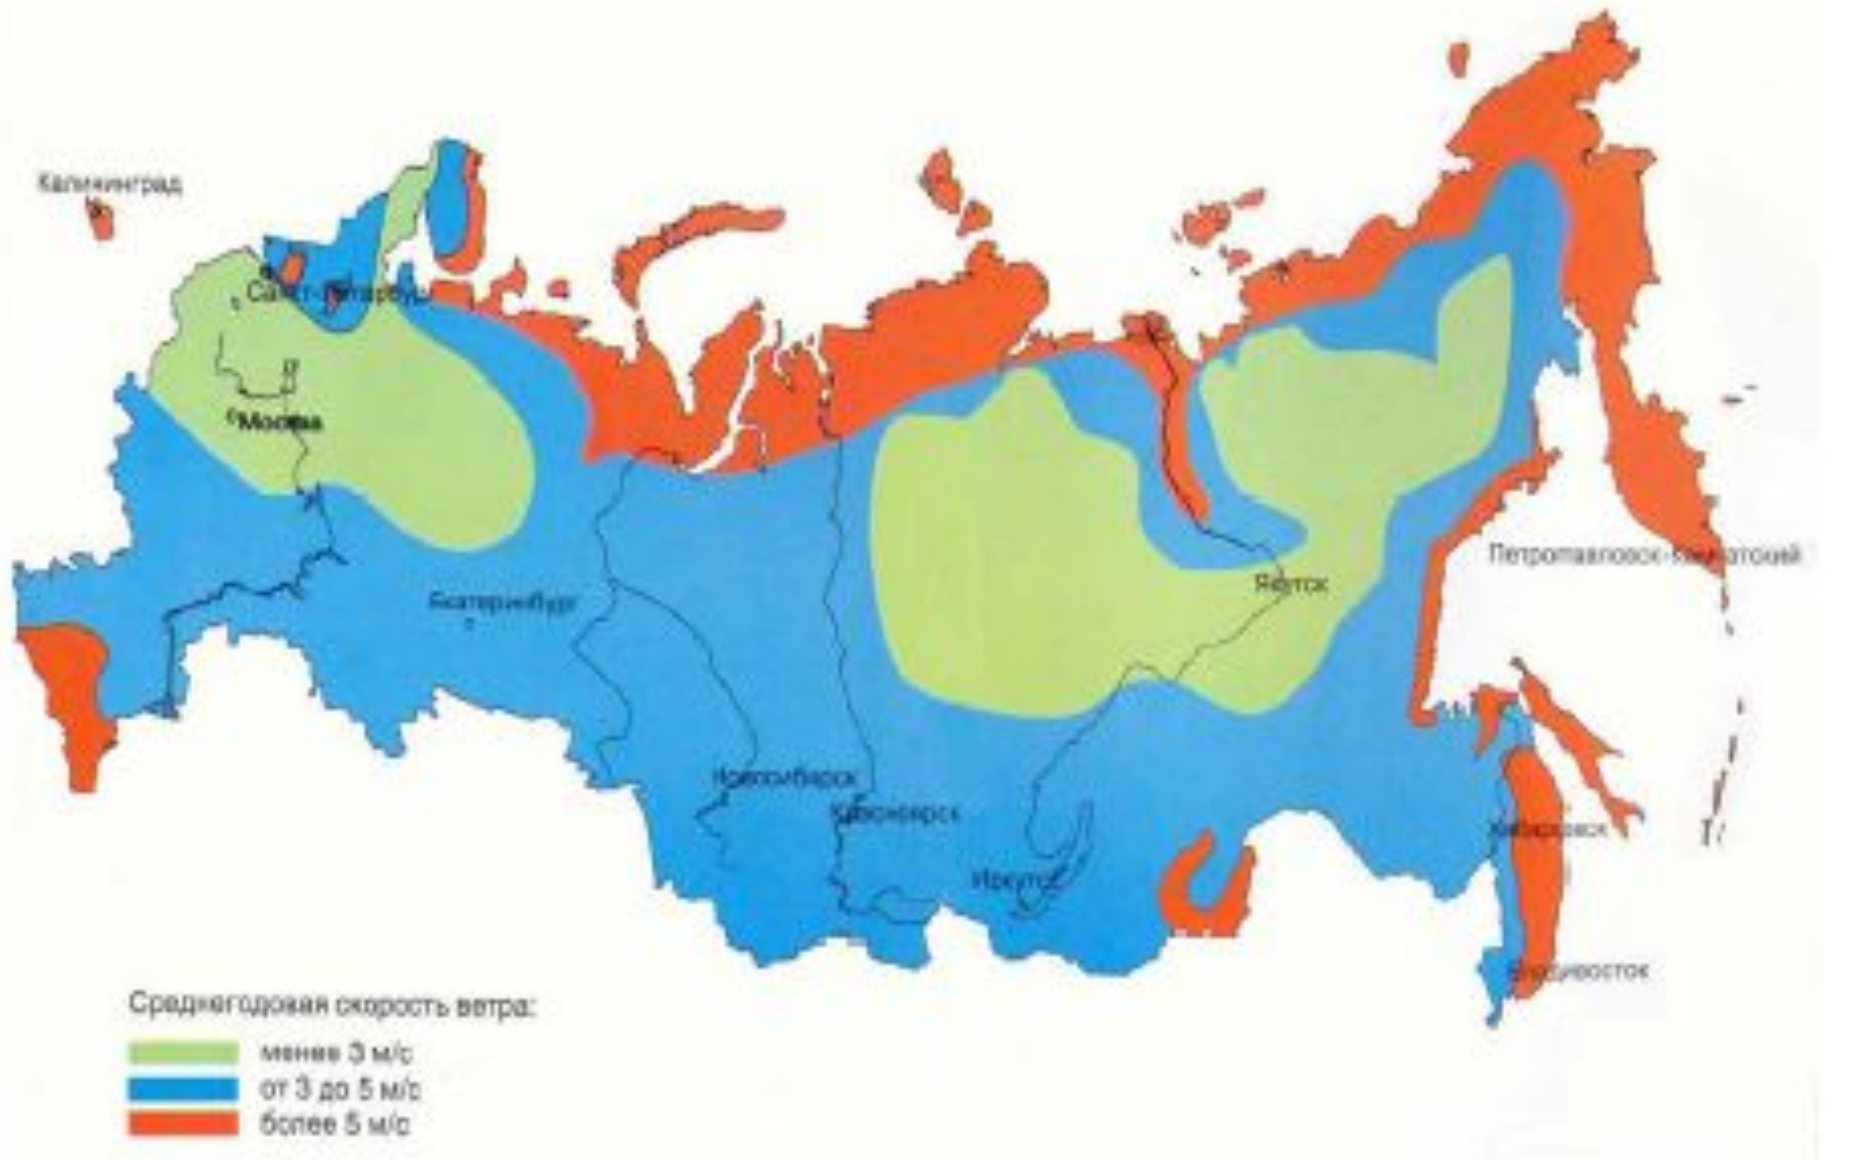 Калининград
Санкт-Петербург
Москва
Петропавловск-Камчатский
Якутск
Екатеринбург
Новосибирск
Красноярск
Хабаровск
Иркутск
Владивосток
Среднегодовая скорость ветра:
менее 3 м/с
от 3 до 5 м/с
более 5 м/с